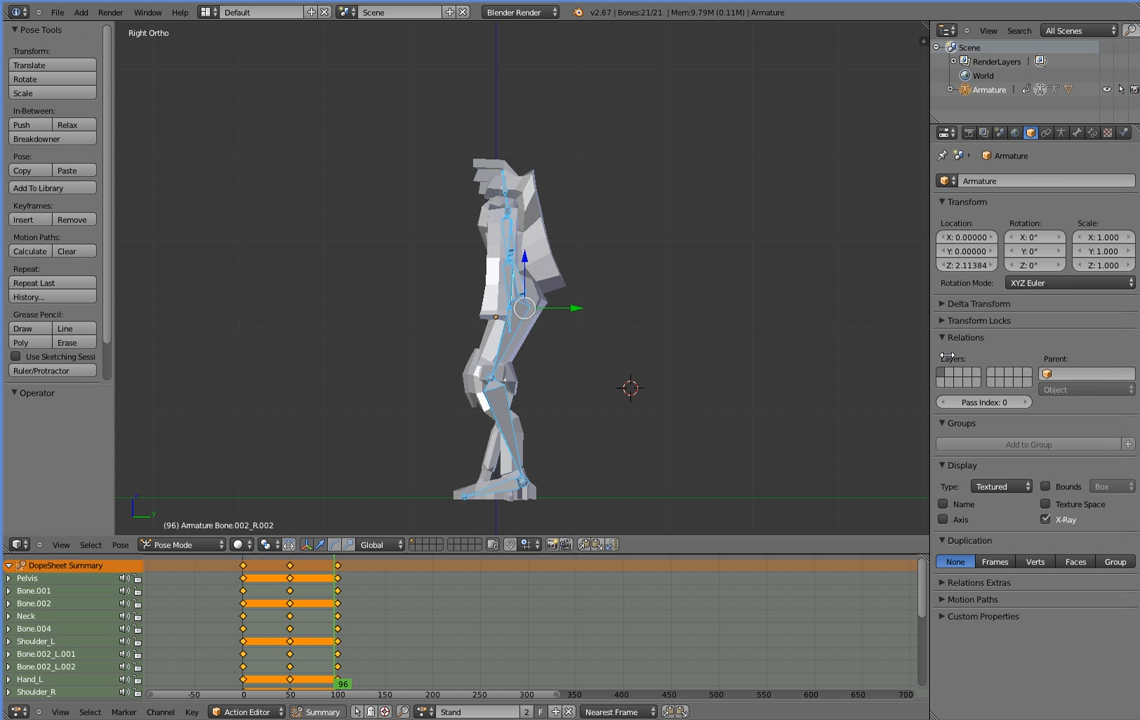 File Add Render Window Help Default Scene Blender Render v2.67 | Bones:21/21 | Mem:9.79M (0.11M) | Armature
Pose Tools
Transform:
Translate
Rotate
Scale
In-Between:
Push Relax
Breakdowner
Pose:
Copy Paste
Add To Library
Keyframes:
Insert Remove
Motion Paths:
Calculate Clear
Repeat:
Repeat Last
History...
Grease Pencil:
Draw Line
Poly Erase
Use Sketching Sessi
Ruler/Protractor
Operator
Right Ortho
(96) Armature Bone.002_R.002
View Select Pose Pose Mode Global
View Search All Scenes
Scene
RenderLayers |
World
Armature |
Armature
Armature
Transform
Location: Rotation: Scale:
X: 0.00000 X: 0° X: 1.000
Y: 0.00000 Y: 0° Y: 1.000
Z: 2.11384 Z: 0° Z: 1.000
Rotation Mode: XYZ Euler
Delta Transform
Transform Locks
Relations
Layers: Parent:
Object
Pass Index: 0
Groups
Add to Group
Display
Type: Textured Bounds Box
Name Texture Space
Axis X-Ray
Duplication
None Frames Verts Faces Group
Relations Extras
Motion Paths
Custom Properties
DopeSheet Summary
Pelvis
Bone.001
Bone.002
Neck
Bone.004
Shoulder_L
Bone.002_L.001
Bone.002_L.002
Hand_L
Shoulder_R
96
-50 0 50 100 150 200 250 300 350 400 450 500 550 600 650 700
View Select Marker Channel Key Action Editor Summary Stand 2 F Nearest Frame